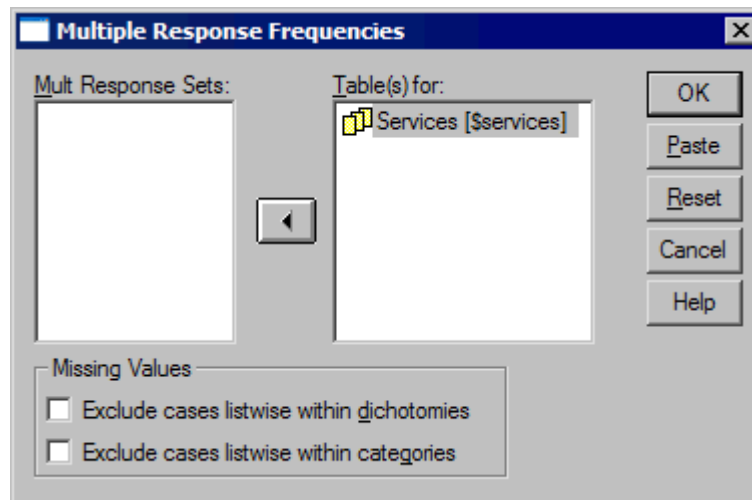 Multiple Response Frequencies
Mult Response Sets:
Table(s) for:
Services [$services]
OK
Paste
Reset
Cancel
Help
Missing Values
Exclude cases listwise within dichotomies
Exclude cases listwise within categories